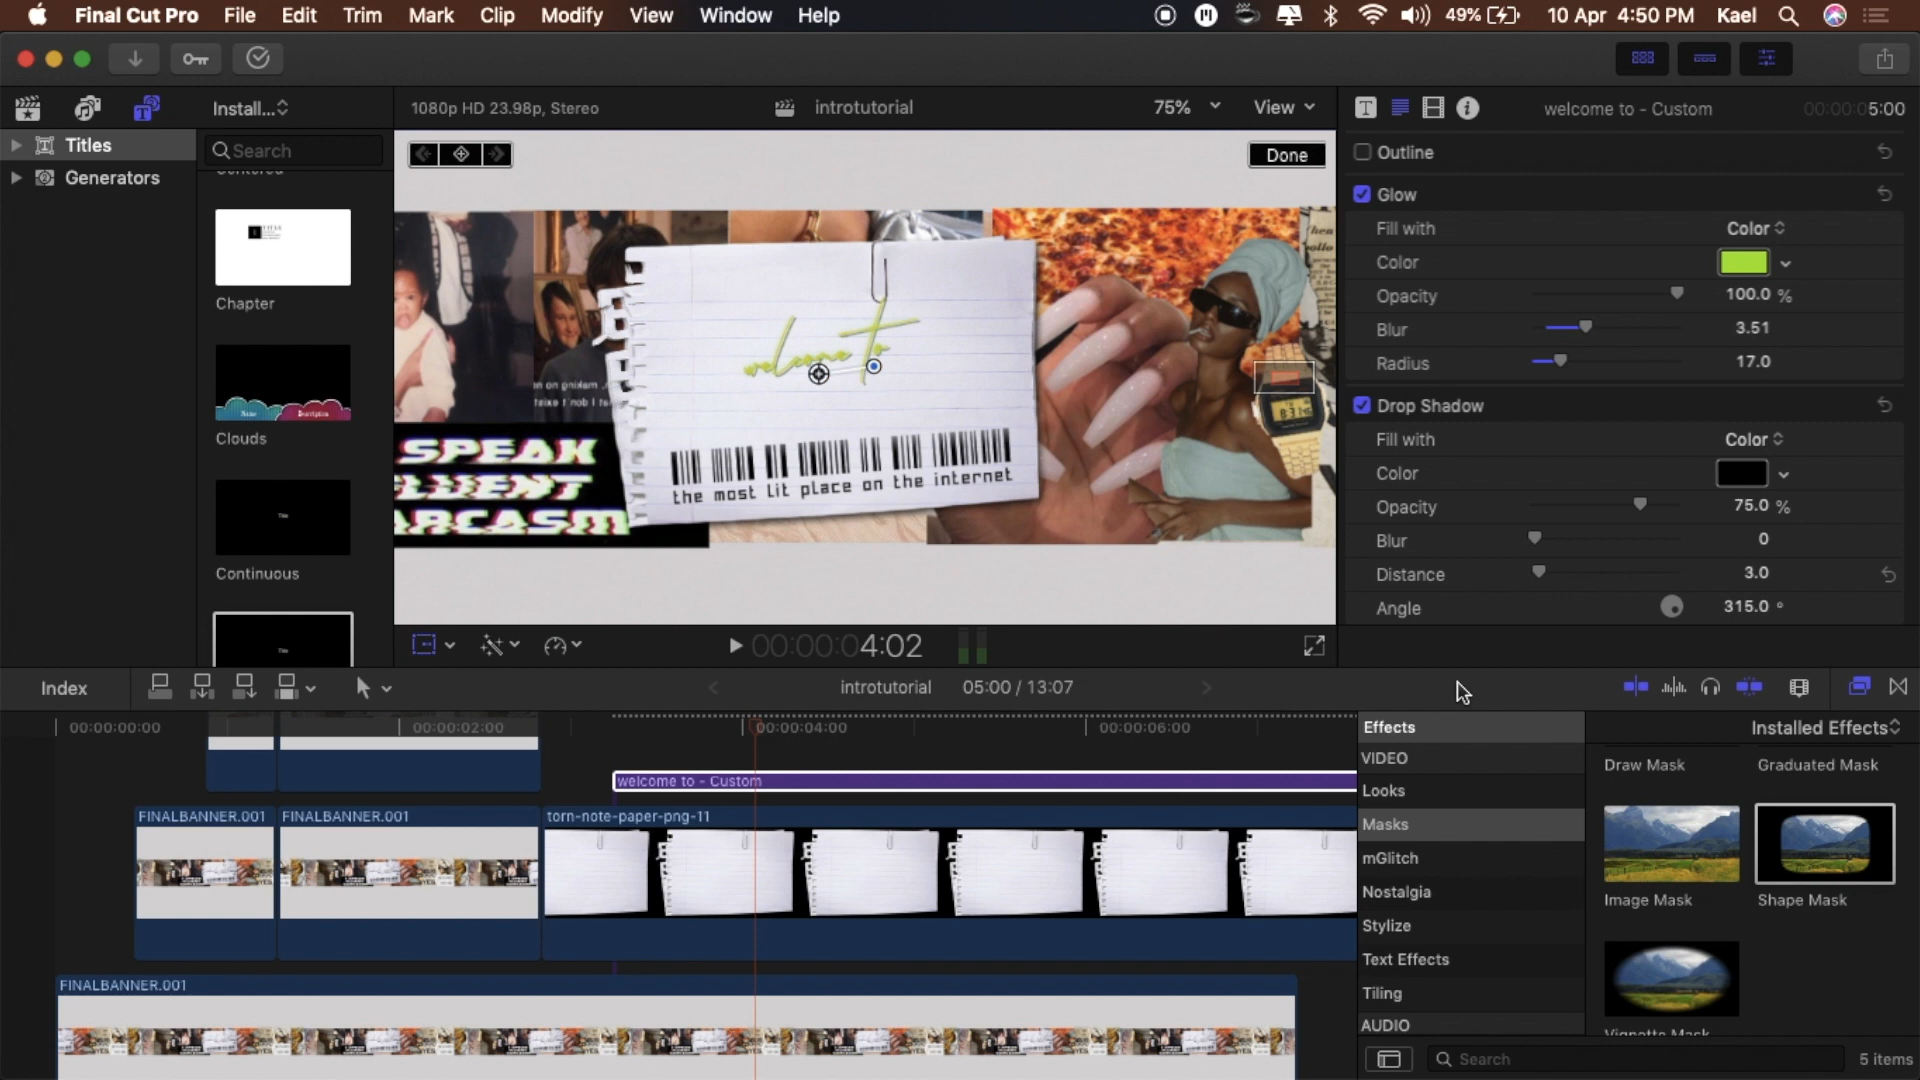 Final Cut Pro File Edit Trim Mark Clip Modify View Window Help 49% 10 Apr 4:50 PM Kael
Install...
Titles
Generators
Search
Chapter
Clouds
Continuous
1080p HD 23.98p, Stereo
introtutorial
75%
View
Done
welcome to
the most lit place on the internet
SPEAK
00:00:04:02
welcome to - Custom
00:00:05:00
Outline
Glow
Fill with Color
Color
Opacity 100.0 %
Blur 3.51
Radius 17.0
Drop Shadow
Fill with Color
Color
Opacity 75.0 %
Blur 0
Distance 3.0
Angle 315.0 °
Index
introtutorial 05:00 / 13:07
00:00:00:00
00:00:02:00
00:00:04:00
00:00:06:00
welcome to - Custom
FINALBANNER.001
FINALBANNER.001
torn-note-paper-png-11
FINALBANNER.001
Effects
VIDEO
Looks
Masks
mGlitch
Nostalgia
Stylize
Text Effects
Tiling
AUDIO
Installed Effects
Draw Mask
Graduated Mask
Image Mask
Shape Mask
Vignette Mask
Search
5 items